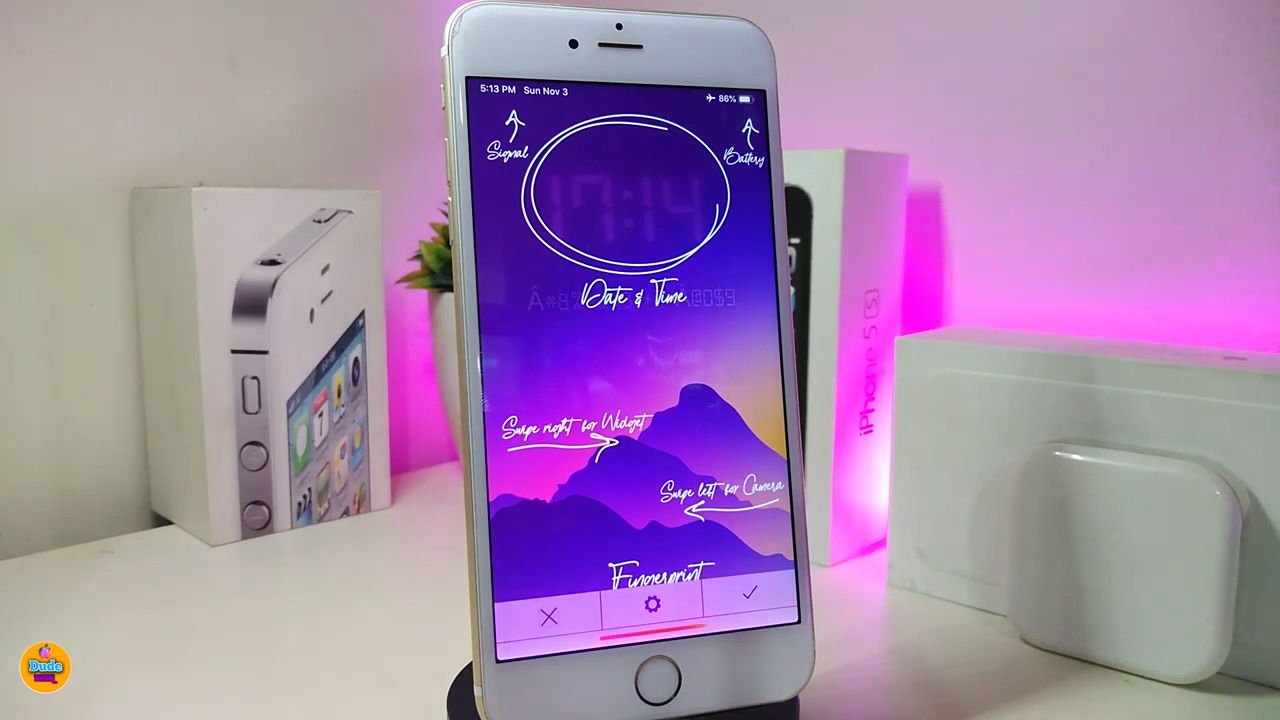 5:13 PM Sun Nov 3
86%
Signal
Battery
17:14
Date & Time
Swipe right for Widget
Swipe left for Camera
Fingerprint
iPhone 5 S
Dude